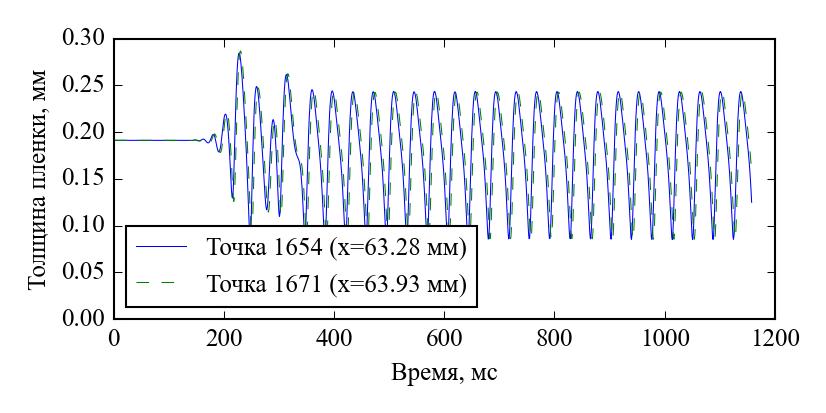 0.30
0.25
0.20
0.15
0.10
0.05
0.00
Толщина пленки, мм
Точка 1654 (x=63.28 мм)
Точка 1671 (x=63.93 мм)
0 200 400 600 800 1000 1200
Время, мс